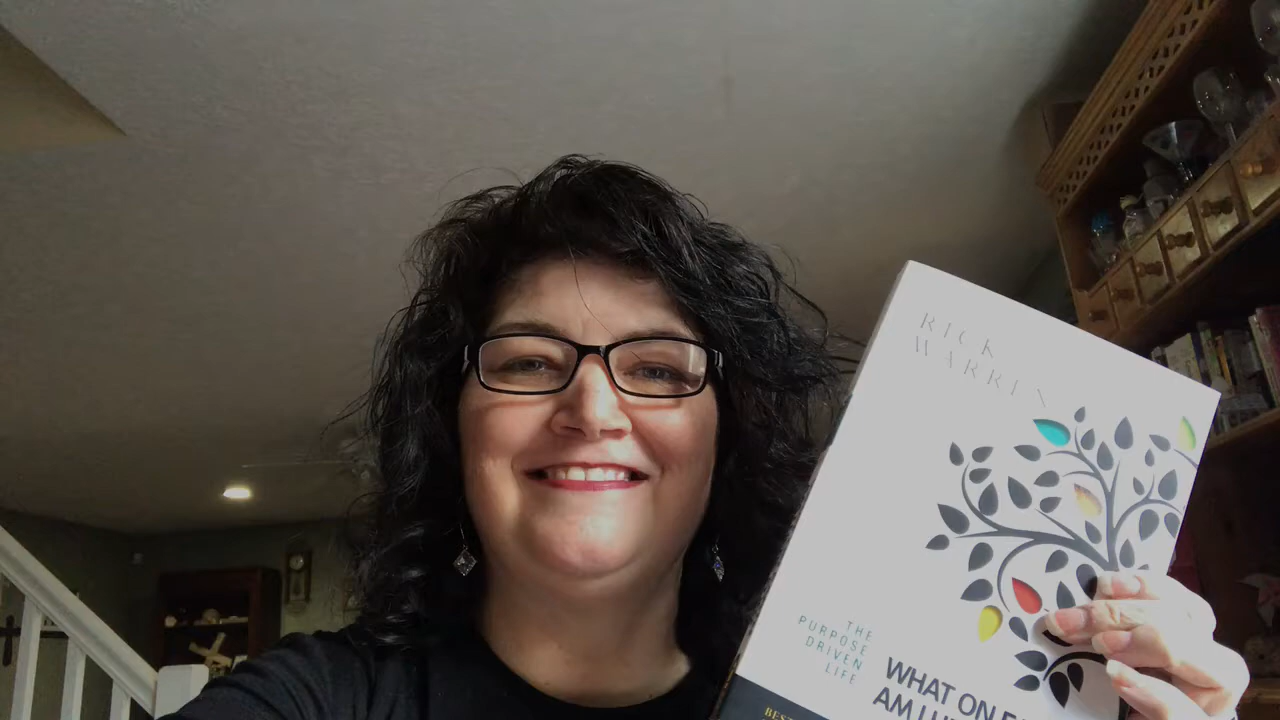 RICK
WARREN
THE
PURPOSE
DRIVEN
LIFE
WHAT ON
AM I